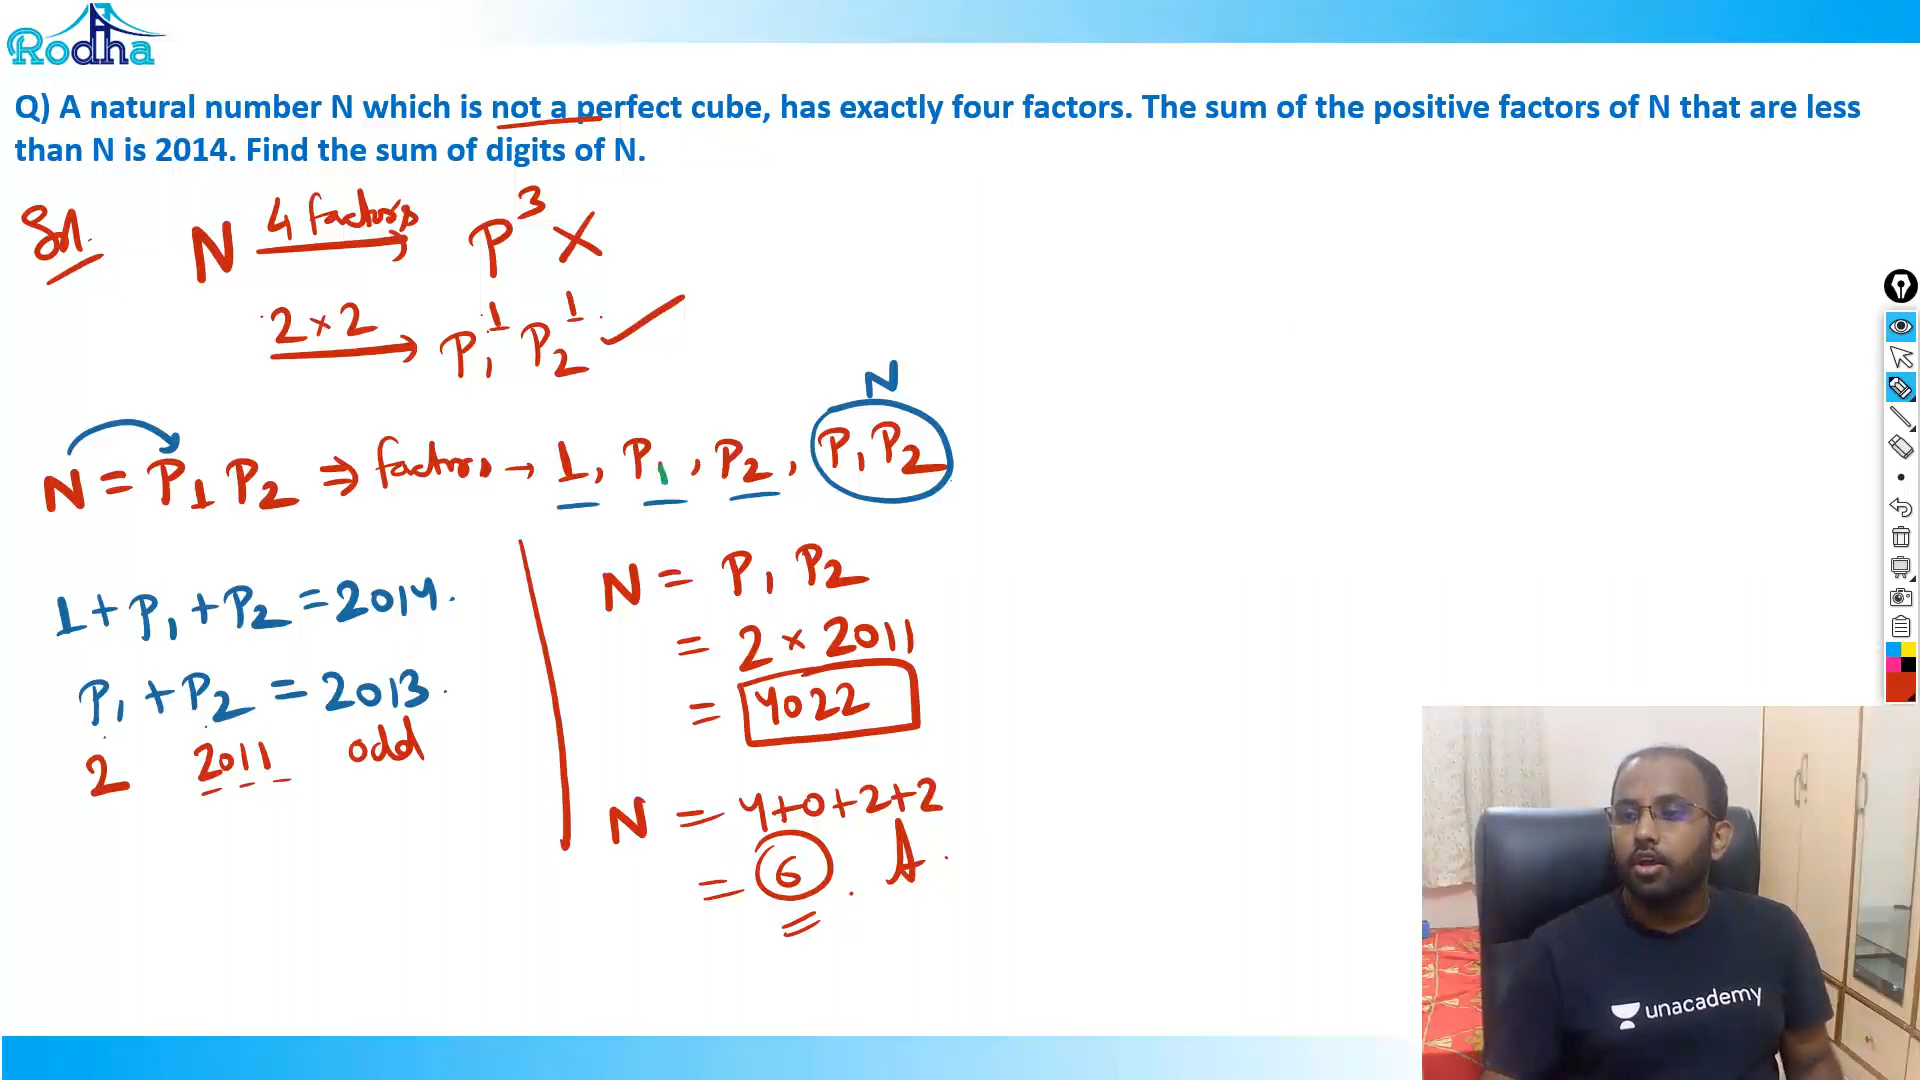 Rodha
Q) A natural number N which is not a perfect cube, has exactly four factors. The sum of the positive factors of N that are less
than N is 2014. Find the sum of digits of N.
Sol.
N 4 factors → P³ X
2 × 2 → P₁¹ P₂¹ ✓
N
N = P₁ P₂ ⇒ factors → 1, P₁, P₂, P₁ P₂
1 + P₁ + P₂ = 2014.
P₁ + P₂ = 2013.
2 2011 odd
N = P₁ P₂
= 2 × 2011
= 4022
N = 4+0+2+2
= 6. A
unacademy